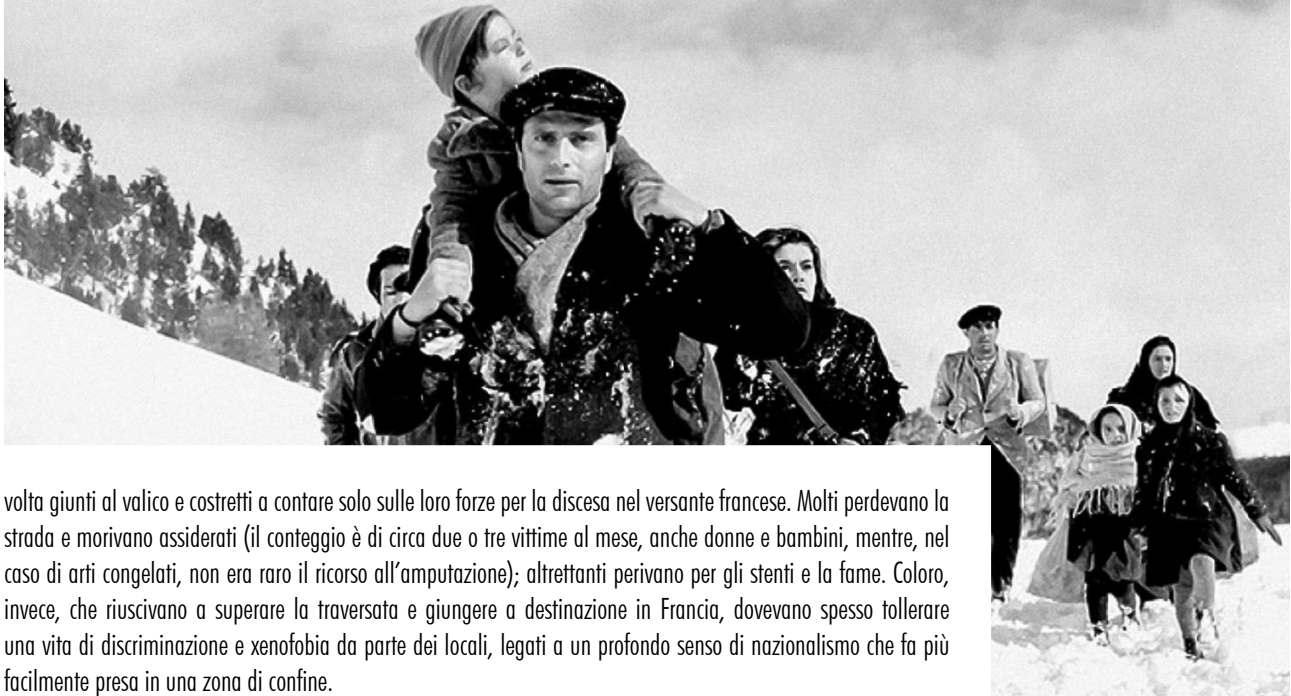 volta giunti al valico e costretti a contare solo sulle loro forze per la discesa nel versante francese. Molti perdevano la
strada e morivano assiderati (il conteggio è di circa due o tre vittime al mese, anche donne e bambini, mentre, nel
caso di arti congelati, non era raro il ricorso all'amputazione); altrettanti perivano per gli stenti e la fame. Coloro,
invece, che riuscivano a superare la traversata e giungere a destinazione in Francia, dovevano spesso tollerare
una vita di discriminazione e xenofobia da parte dei locali, legati a un profondo senso di nazionalismo che fa più
facilmente presa in una zona di confine.